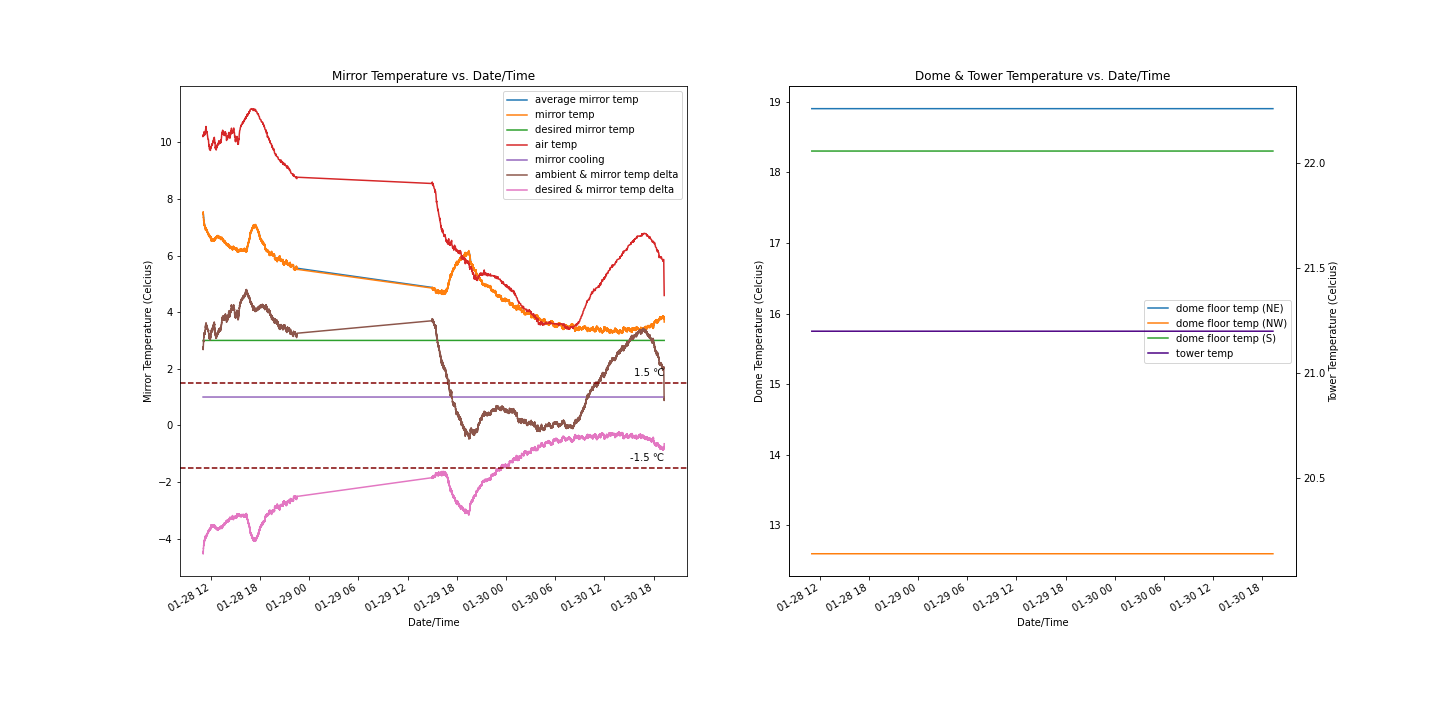 Mirror Temperature vs. Date/Time
average mirror temp
mirror temp
desired mirror temp
air temp
mirror cooling
ambient & mirror temp delta
desired & mirror temp delta
10
8
6
4
2
0
−2
−4
Mirror Temperature (Celcius)
1.5 °C
-1.5 °C
01-28 12
01-28 18
01-29 00
01-29 06
01-29 12
01-29 18
01-30 00
01-30 06
01-30 12
01-30 18
Date/Time
Dome & Tower Temperature vs. Date/Time
19
18
17
16
15
14
13
Dome Temperature (Celcius)
dome floor temp (NE)
dome floor temp (NW)
dome floor temp (S)
tower temp
22.0
21.5
21.0
20.5
Tower Temperature (Celcius)
01-28 12
01-28 18
01-29 00
01-29 06
01-29 12
01-29 18
01-30 00
01-30 06
01-30 12
01-30 18
Date/Time